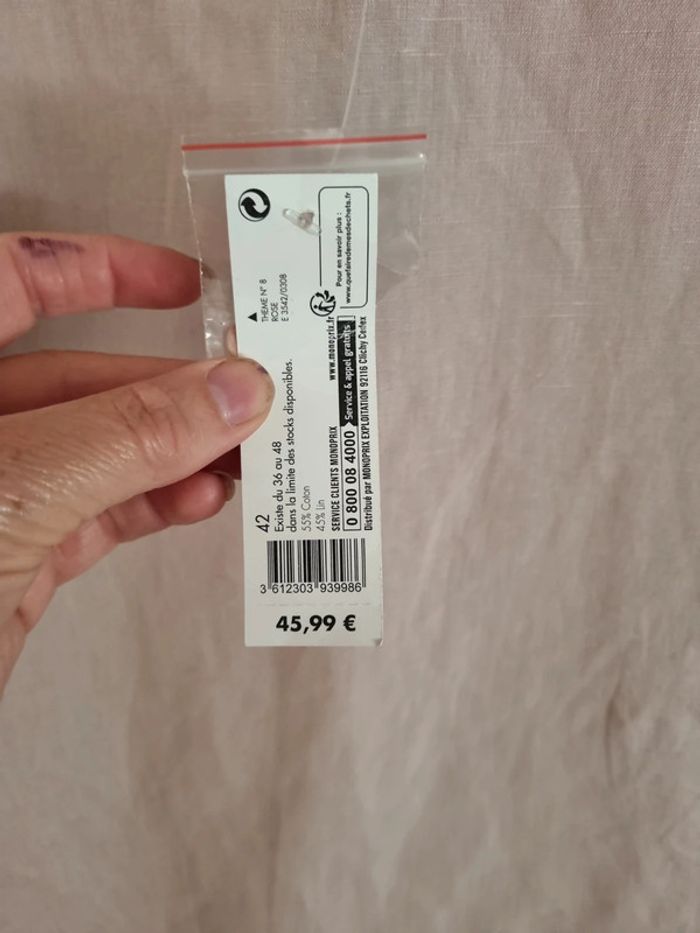 THEME N° 8
ROSE
E 3542/0308
42
Existe du 36 au 48
dans la limite des stocks disponibles.
55% Coton
45% Lin
Pour en savoir plus :
www.quefairedemesdechets.fr
www.monoprix.fr
SERVICE CLIENTS MONOPRIX
0 800 08 4000 Service & appel gratuits
Distribué par MONOPRIX EXPLOITATION 92116 Clichy Cedex
3 612303 939986
45,99 €